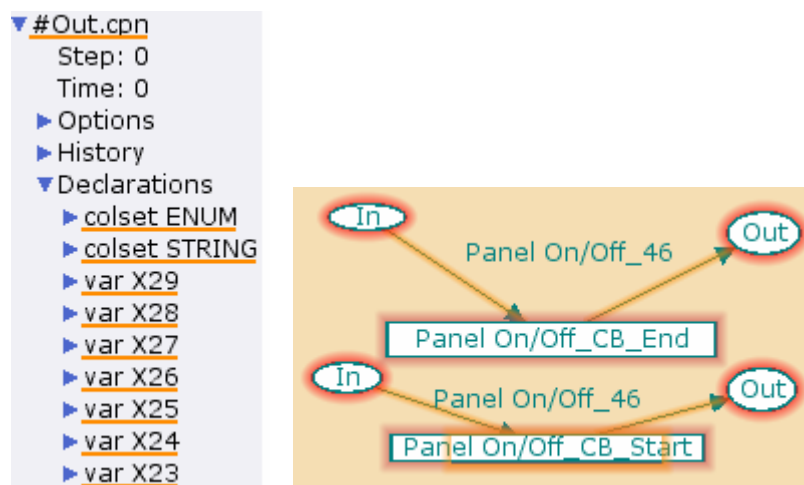 #Out.cpn
Step: 0
Time: 0
Options
History
Declarations
colset ENUM
colset STRING
var X29
var X28
var X27
var X26
var X25
var X24
var X23
In
Out
Panel On/Off_46
Panel On/Off_CB_End
In
Out
Panel On/Off_46
Panel On/Off_CB_Start